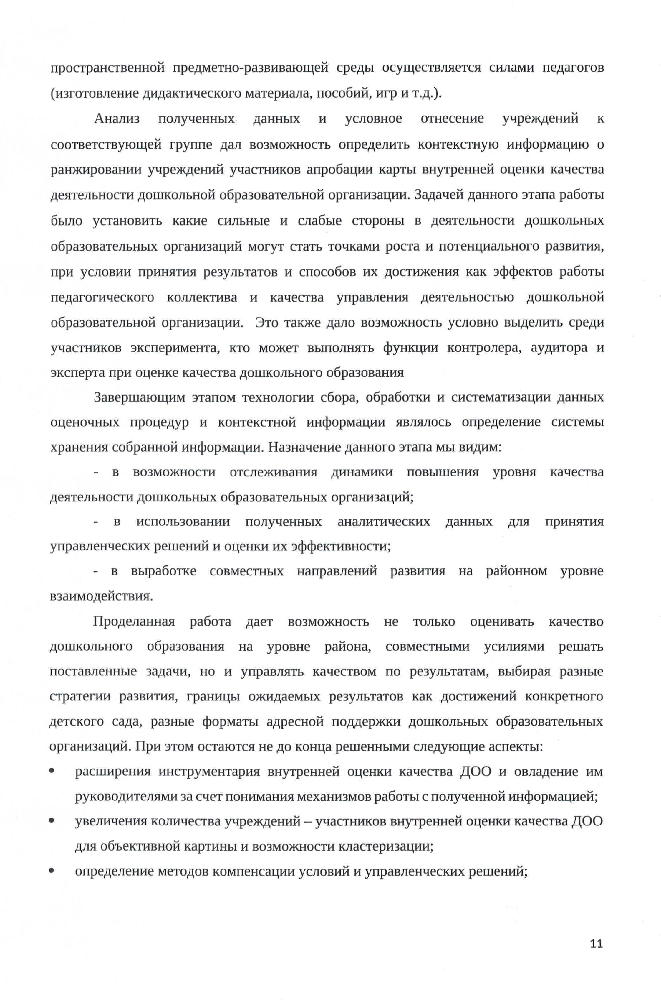 пространственной предметно-развивающей среды осуществляется силами педагогов
(изготовление дидактического материала, пособий, игр и т.д.).
Анализ полученных данных и условное отнесение учреждений к
соответствующей группе дал возможность определить контекстную информацию о
ранжировании учреждений участников апробации карты внутренней оценки качества
деятельности дошкольной образовательной организации. Задачей данного этапа работы
было установить какие сильные и слабые стороны в деятельности дошкольных
образовательных организаций могут стать точками роста и потенциального развития,
при условии принятия результатов и способов их достижения как эффектов работы
педагогического коллектива и качества управления деятельностью дошкольной
образовательной организации. Это также дало возможность условно выделить среди
участников эксперимента, кто может выполнять функции контролера, аудитора и
эксперта при оценке качества дошкольного образования
Завершающим этапом технологии сбора, обработки и систематизации данных
оценочных процедур и контекстной информации являлось определение системы
хранения собранной информации. Назначение данного этапа мы видим:
- в возможности отслеживания динамики повышения уровня качества
деятельности дошкольных образовательных организаций;
- в использовании полученных аналитических данных для принятия
управленческих решений и оценки их эффективности;
- в выработке совместных направлений развития на районном уровне
взаимодействия.
Проделанная работа дает возможность не только оценивать качество
дошкольного образования на уровне района, совместными усилиями решать
поставленные задачи, но и управлять качеством по результатам, выбирая разные
стратегии развития, границы ожидаемых результатов как достижений конкретного
детского сада, разные форматы адресной поддержки дошкольных образовательных
организаций. При этом остаются не до конца решенными следующие аспекты:
• расширения инструментария внутренней оценки качества ДОО и овладение им
руководителями за счет понимания механизмов работы с полученной информацией;
• увеличения количества учреждений – участников внутренней оценки качества ДОО
для объективной картины и возможности кластеризации;
• определение методов компенсации условий и управленческих решений;
11